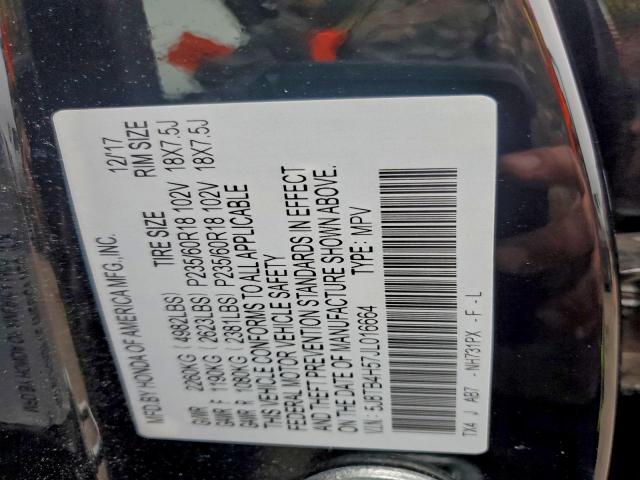 MFD.BY HONDA OF AMERICA MFG.,INC. 12/17
TIRE SIZE RIM SIZE
GVWR 2260KG (4982LBS)
GAWR F 1190KG (2623LBS) P235/60R18 102V 18X7.5J
GAWR R 1080KG (2381LBS) P235/60R18 102V 18X7.5J
THIS VEHICLE CONFORMS TO ALL APPLICABLE
FEDERAL MOTOR VEHICLE SAFETY
AND THEFT PREVENTION STANDARDS IN EFFECT
ON THE DATE OF MANUFACTURE SHOWN ABOVE.
V.I.N.: 5J8TB4H57JL016664 TYPE: MPV
TX4 J AB7 -NH731PX -F -L